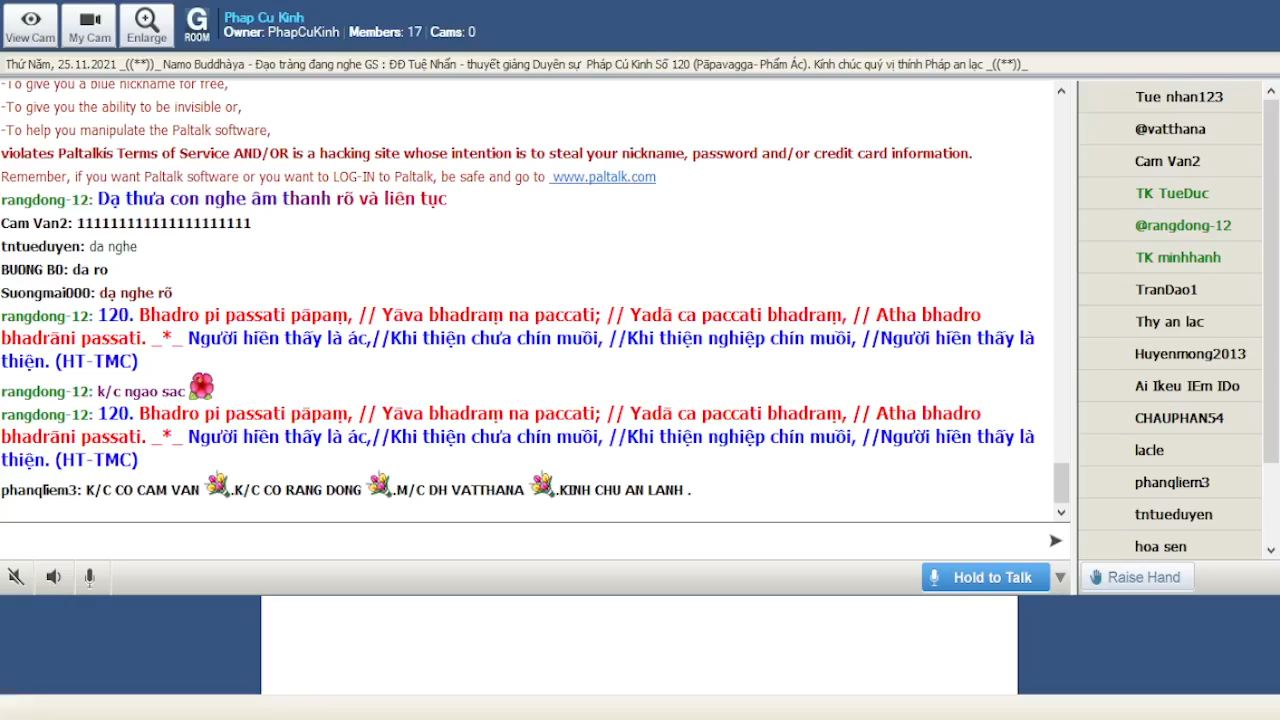 View Cam
My Cam
Enlarge
G
ROOM
Phap Cu Kinh
Owner: PhapCuKinh | Members: 17 | Cams: 0
Thứ Năm, 25.11.2021 _((**))_ Namo Buddhàya - Đạo tràng đang nghe GS : ĐĐ Tuệ Nhẫn - thuyết giảng Duyên sự Pháp Cú Kinh Số 120 (Pāpavagga- Phẩm Ác). Kính chúc quý vị thính Pháp an lạc _((**))_
-To give you a blue nickname for free,
-To give you the ability to be invisible or,
-To help you manipulate the Paltalk software,
violates Paltalkís Terms of Service AND/OR is a hacking site whose intention is to steal your nickname, password and/or credit card information.
Remember, if you want Paltalk software or you want to LOG-IN to Paltalk, be safe and go to www.paltalk.com
rangdong-12: Dạ thưa con nghe âm thanh rõ và liên tục
Cam Van2: 111111111111111111111
tntueduyen: da nghe
BUONG BO: da ro
Suongmai000: dạ nghe rõ
rangdong-12: 120. Bhadro pi passati pāpaṃ, // Yāva bhadraṃ na paccati; // Yadā ca paccati bhadraṃ, // Atha bhadro
bhadrāni passati. _*_ Người hiền thấy là ác,//Khi thiện chưa chín muồi, //Khi thiện nghiệp chín muồi, //Người hiền thấy là
thiện. (HT-TMC)
rangdong-12: k/c ngao sac
rangdong-12: 120. Bhadro pi passati pāpaṃ, // Yāva bhadraṃ na paccati; // Yadā ca paccati bhadraṃ, // Atha bhadro
bhadrāni passati. _*_ Người hiền thấy là ác,//Khi thiện chưa chín muồi, //Khi thiện nghiệp chín muồi, //Người hiền thấy là
thiện. (HT-TMC)
phanqliem3: K/C CO CAM VAN .K/C CO RANG DONG .M/C DH VATTHANA .KINH CHU AN LANH .
Hold to Talk
Tue nhan123
@vatthana
Cam Van2
TK TueDuc
@rangdong-12
TK minhhanh
TranDao1
Thy an lac
Huyenmong2013
Ai Ikeu IEm IDo
CHAUPHAN54
lacle
phanqliem3
tntueduyen
hoa sen
Raise Hand